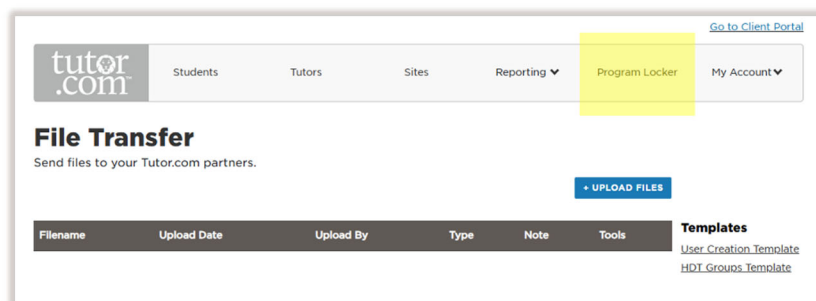 Go to Client Portal
tutor
.com
Students Tutors Sites Reporting Program Locker My Account
File Transfer
Send files to your Tutor.com partners.
+ UPLOAD FILES
Filename Upload Date Upload By Type Note Tools
Templates
User Creation Template
HDT Groups Template